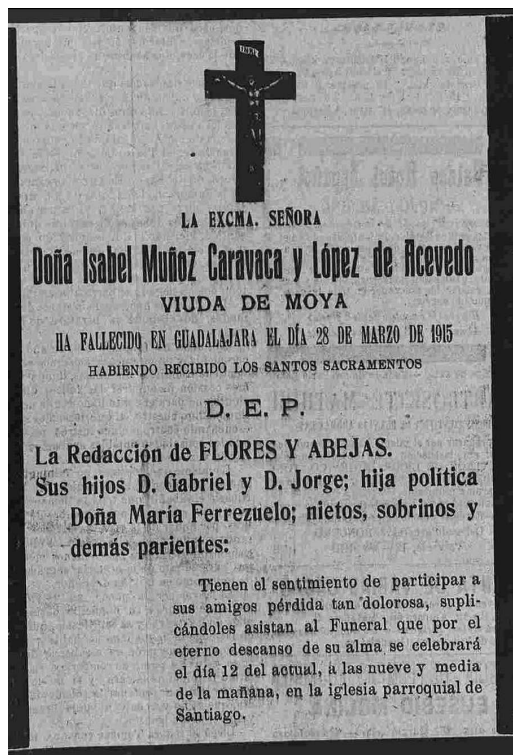 INRI
LA EXCMA. SEÑORA
Doña Isabel Muñoz Caravaca y López de Acevedo
VIUDA DE MOYA
HA FALLECIDO EN GUADALAJARA EL DÍA 28 DE MARZO DE 1915
HABIENDO RECIBIDO LOS SANTOS SACRAMENTOS
D. E. P.
La Redacción de FLORES Y ABEJAS.
Sus hijos D. Gabriel y D. Jorge; hija política
Doña María Ferrezuelo; nietos, sobrinos y
demás parientes:
Tienen el sentimiento de participar a
sus amigos pérdida tan dolorosa, supli-
cándoles asistan al Funeral que por el
eterno descanso de su alma se celebrará
el día 12 del actual, a las nueve y media
de la mañana, en la iglesia parroquial de
Santiago.